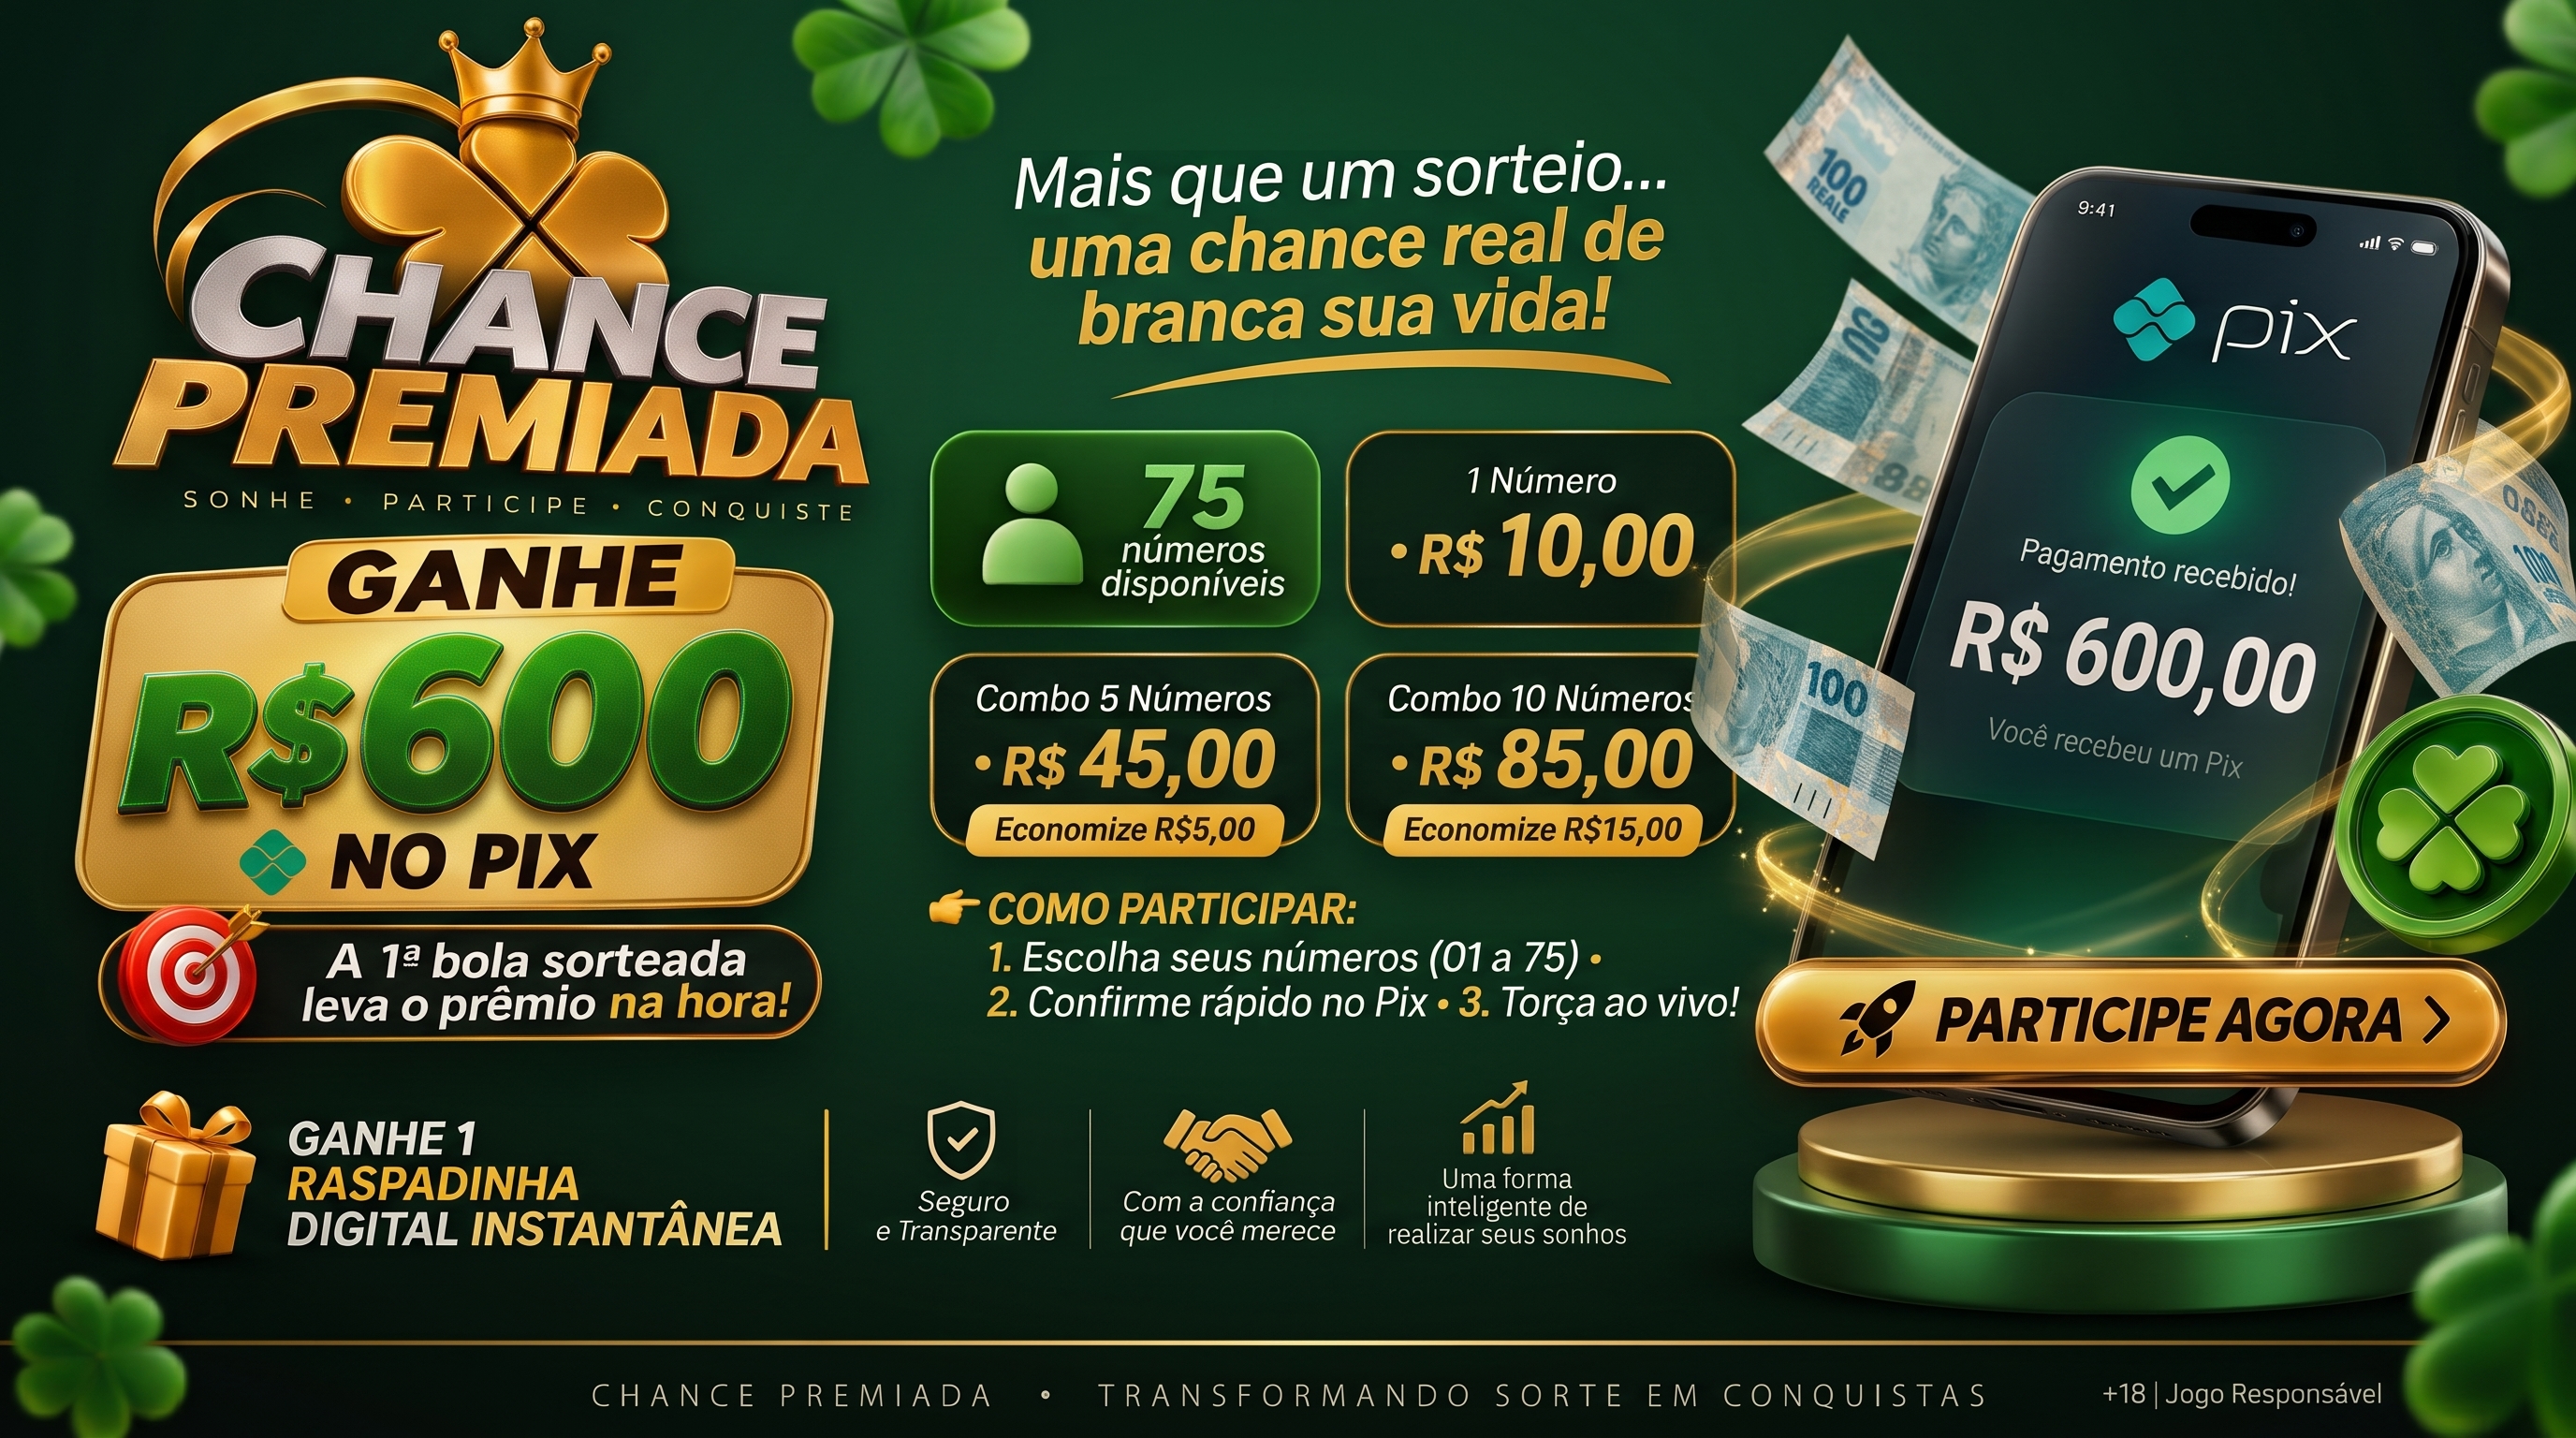 CHANCE
PREMIADA
SONHE • PARTICIPE • CONQUISTE
GANHE
R$600
NO PIX
A 1ª bola sorteada
leva o prêmio na hora!
GANHE 1
RASPADINHA
DIGITAL INSTANTÂNEA
Mais que um sorteio...
uma chance real de
branca sua vida!
75
números
disponíveis
1 Número
• R$ 10,00
Combo 5 Números
• R$ 45,00
Economize R$5,00
Combo 10 Números
• R$ 85,00
Economize R$15,00
COMO PARTICIPAR:
1. Escolha seus números (01 a 75) •
2. Confirme rápido no Pix • 3. Torça ao vivo!
Seguro
e Transparente
Com a confiança
que você merece
Uma forma
inteligente de
realizar seus sonhos
100
REALE
100
100
9:41
pix
Pagamento recebido!
R$ 600,00
Você recebeu um Pix
PARTICIPE AGORA >
CHANCE PREMIADA • TRANSFORMANDO SORTE EM CONQUISTAS
+18 | Jogo Responsável